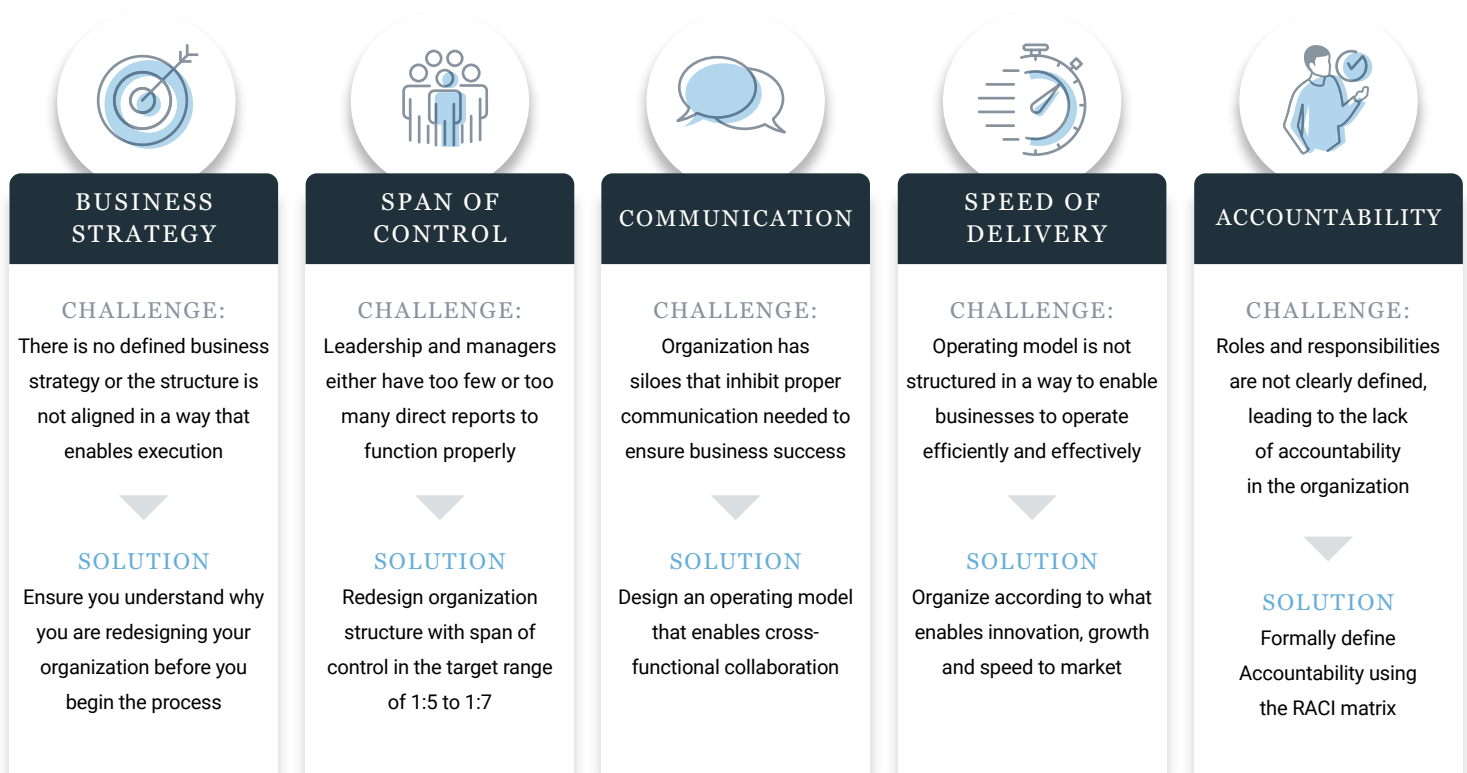 BUSINESS
STRATEGY
CHALLENGE:
There is no defined business
strategy or the structure is
not aligned in a way that
enables execution
SOLUTION
Ensure you understand why
you are redesigning your
organization before you
begin the process
SPAN OF
CONTROL
CHALLENGE:
Leadership and managers
either have too few or too
many direct reports to
function properly
SOLUTION
Redesign organization
structure with span of
control in the target range
of 1:5 to 1:7
COMMUNICATION
CHALLENGE:
Organization has
siloes that inhibit proper
communication needed to
ensure business success
SOLUTION
Design an operating model
that enables cross-
functional collaboration
SPEED OF
DELIVERY
CHALLENGE:
Operating model is not
structured in a way to enable
businesses to operate
efficiently and effectively
SOLUTION
Organize according to what
enables innovation, growth
and speed to market
ACCOUNTABILITY
CHALLENGE:
Roles and responsibilities
are not clearly defined,
leading to the lack
of accountability
in the organization
SOLUTION
Formally define
Accountability using
the RACI matrix